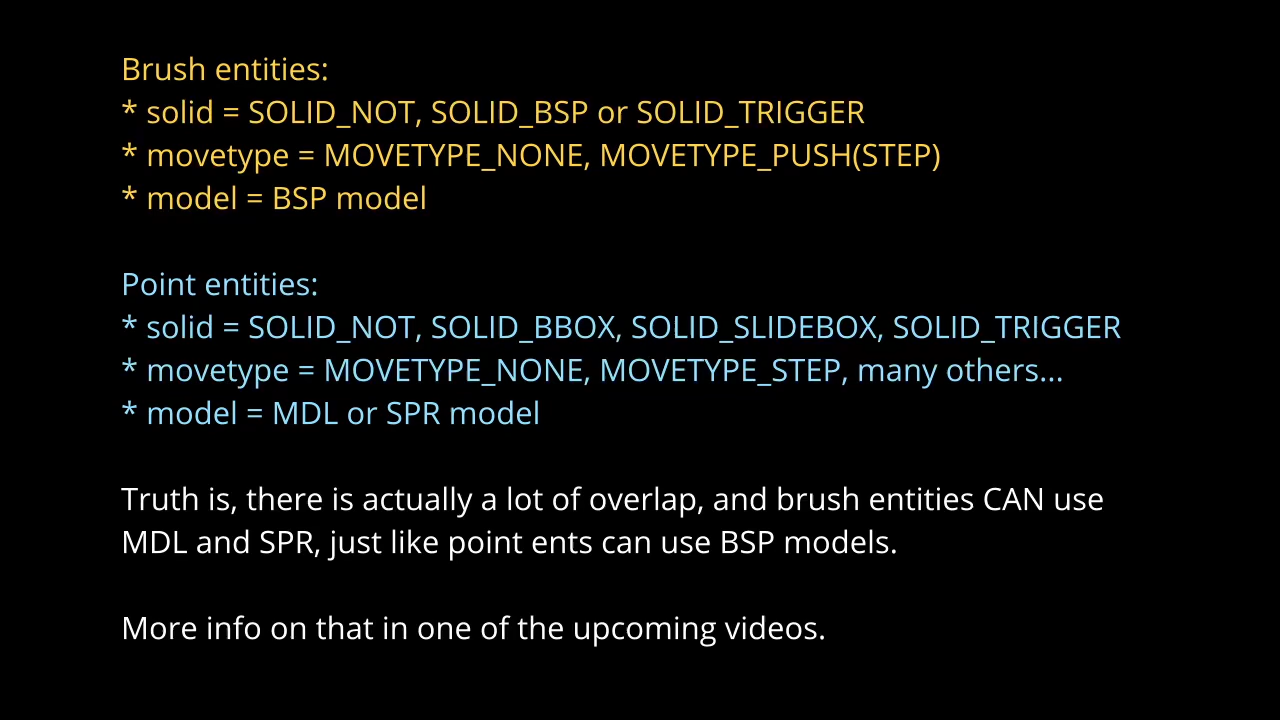 Brush entities:
* solid = SOLID_NOT, SOLID_BSP or SOLID_TRIGGER
* movetype = MOVETYPE_NONE, MOVETYPE_PUSH(STEP)
* model = BSP model
Point entities:
* solid = SOLID_NOT, SOLID_BBOX, SOLID_SLIDEBOX, SOLID_TRIGGER
* movetype = MOVETYPE_NONE, MOVETYPE_STEP, many others...
* model = MDL or SPR model
Truth is, there is actually a lot of overlap, and brush entities CAN use
MDL and SPR, just like point ents can use BSP models.
More info on that in one of the upcoming videos.